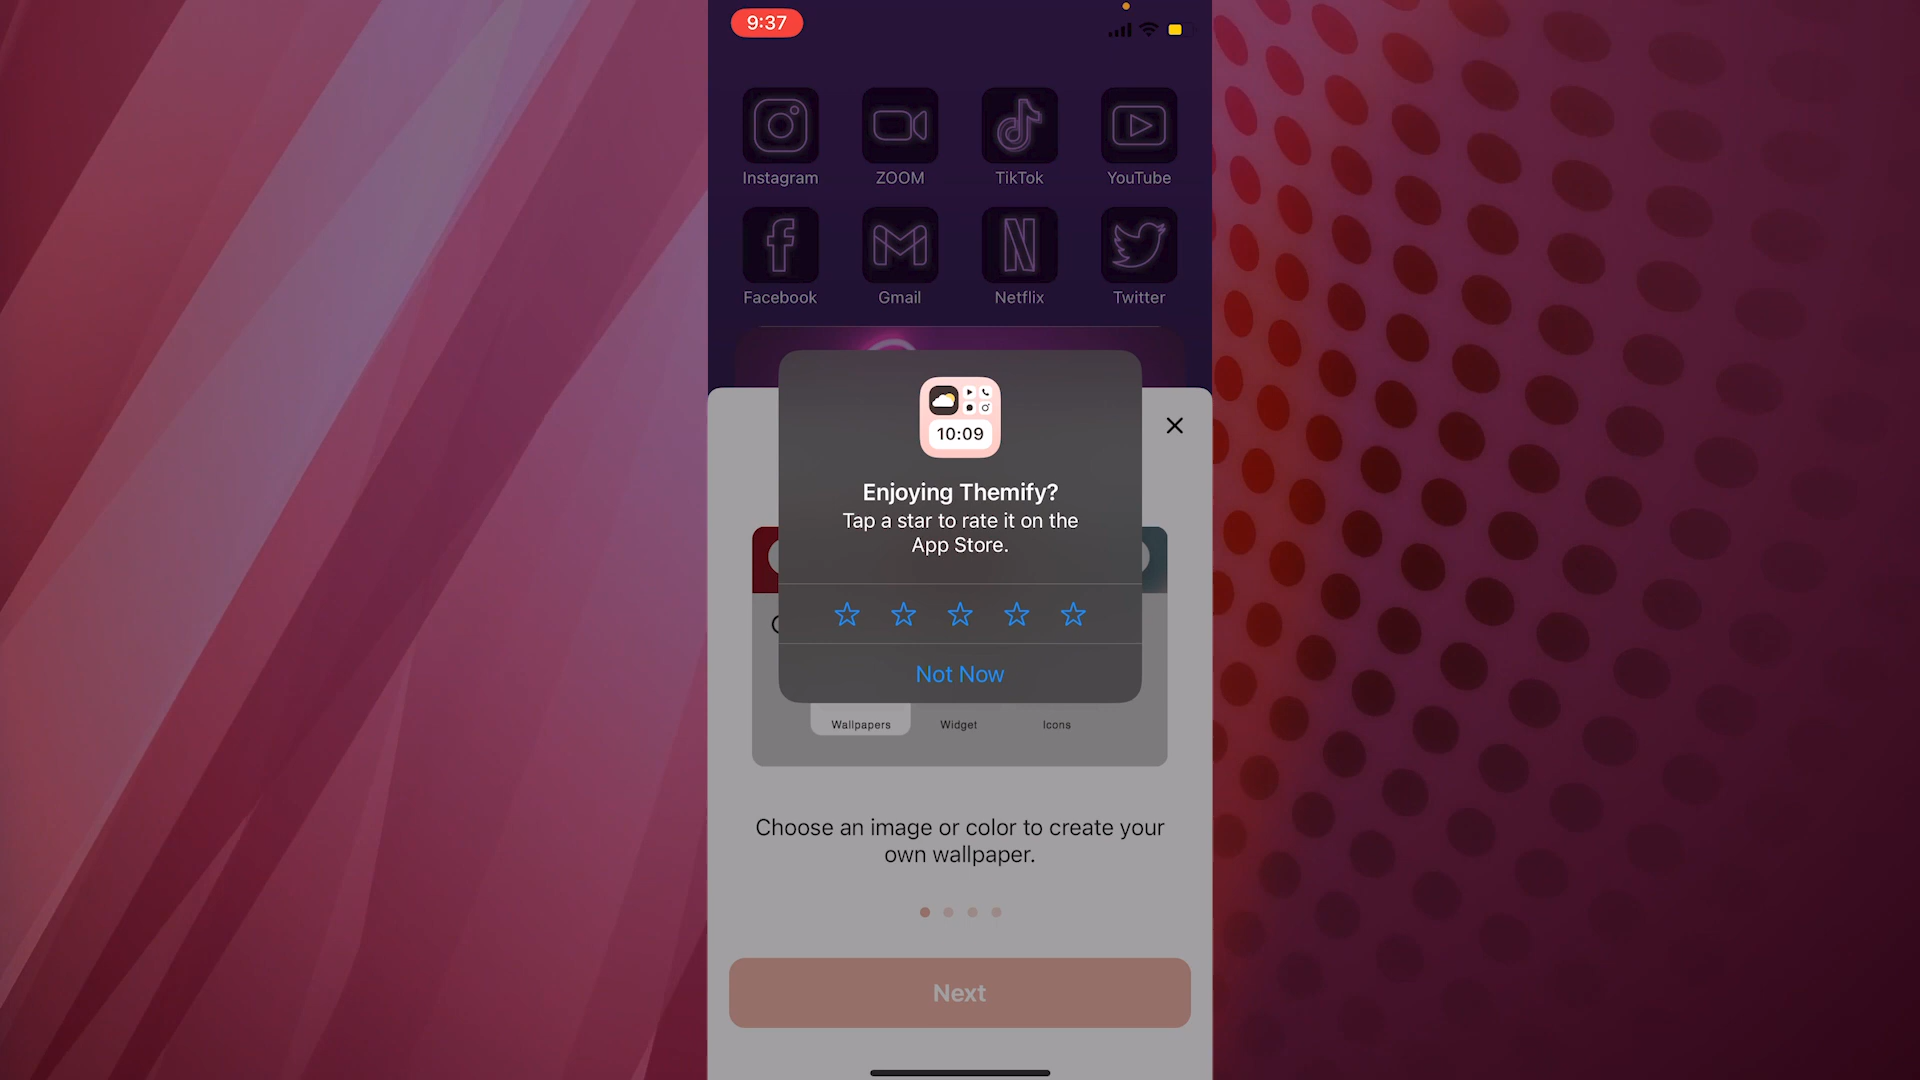 9:37
Instagram ZOOM TikTok YouTube
Facebook Gmail Netflix Twitter
10:09
Enjoying Themify?
Tap a star to rate it on the
App Store.
Not Now
Wallpapers Widget Icons
Choose an image or color to create your
own wallpaper.
Next